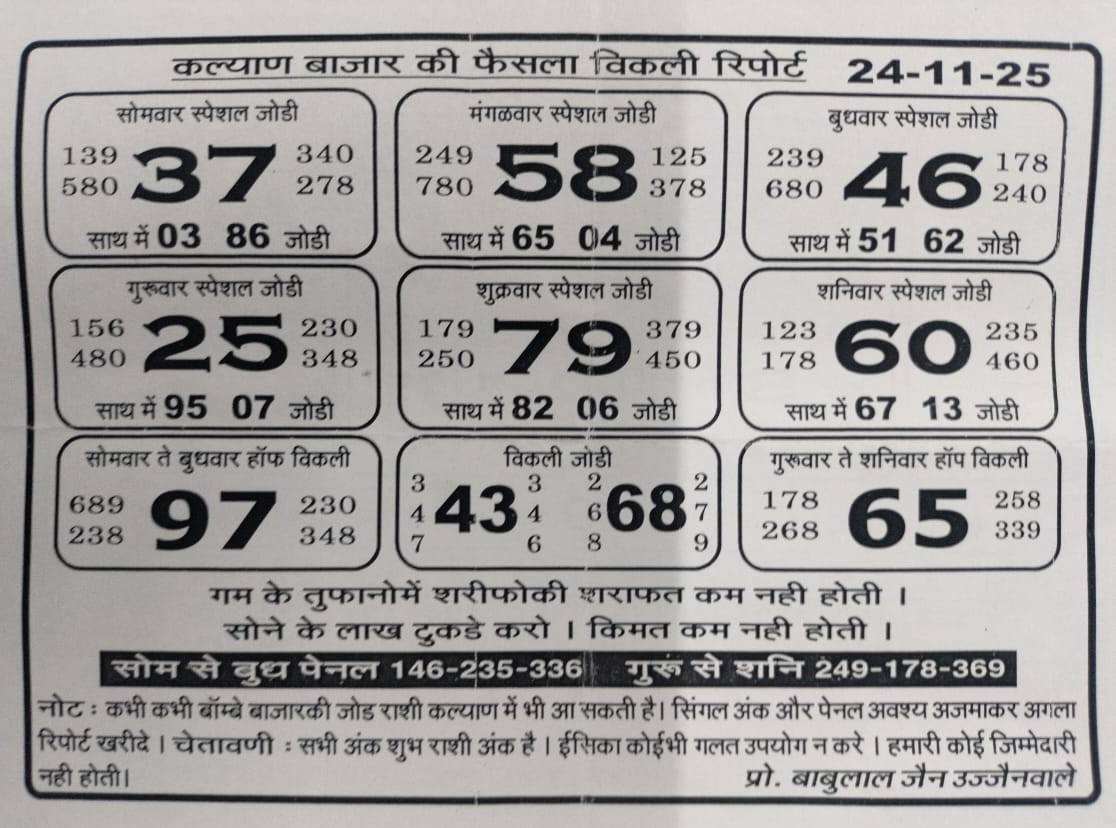 कल्याण बाजार की फैसला विकली रिपोर्ट 24-11-25
सोमवार स्पेशल जोडी
139 37 340
580 278
साथ में 03 86 जोडी
मंगळवार स्पेशल जोडी
249 58 125
780 378
साथ में 65 04 जोडी
बुधवार स्पेशल जोडी
239 46 178
680 240
साथ में 51 62 जोडी
गुरूवार स्पेशल जोडी
156 25 230
480 348
साथ में 95 07 जोडी
शुक्रवार स्पेशल जोडी
179 79 379
250 450
साथ में 82 06 जोडी
शनिवार स्पेशल जोडी
123 60 235
178 460
साथ में 67 13 जोडी
सोमवार ते बुधवार हॉफ विकली
689 97 230
238 348
विकली जोडी
3 3 2 2
4 43 4 6 68 7
7 6 8 9
गुरूवार ते शनिवार हॉप विकली
178 65 258
268 339
गम के तुफानोमें शरीफोकी शराफत कम नही होती ।
सोने के लाख टुकडे करो । किमत कम नही होती ।
सोम से बुध पेनल 146-235-336 गुरू से शनि 249-178-369
नोट : कभी कभी बॉम्बे बाजारकी जोड राशी कल्याण में भी आ सकती है। सिंगल अंक और पेनल अवश्य अजमाकर अगला
रिपोर्ट खरीदे । चेतावणी : सभी अंक शुभ राशी अंक है । ईसिका कोईभी गलत उपयोग न करे । हमारी कोई जिम्मेदारी
नही होती।
प्रो. बाबुलाल जैन उज्जैनवाले